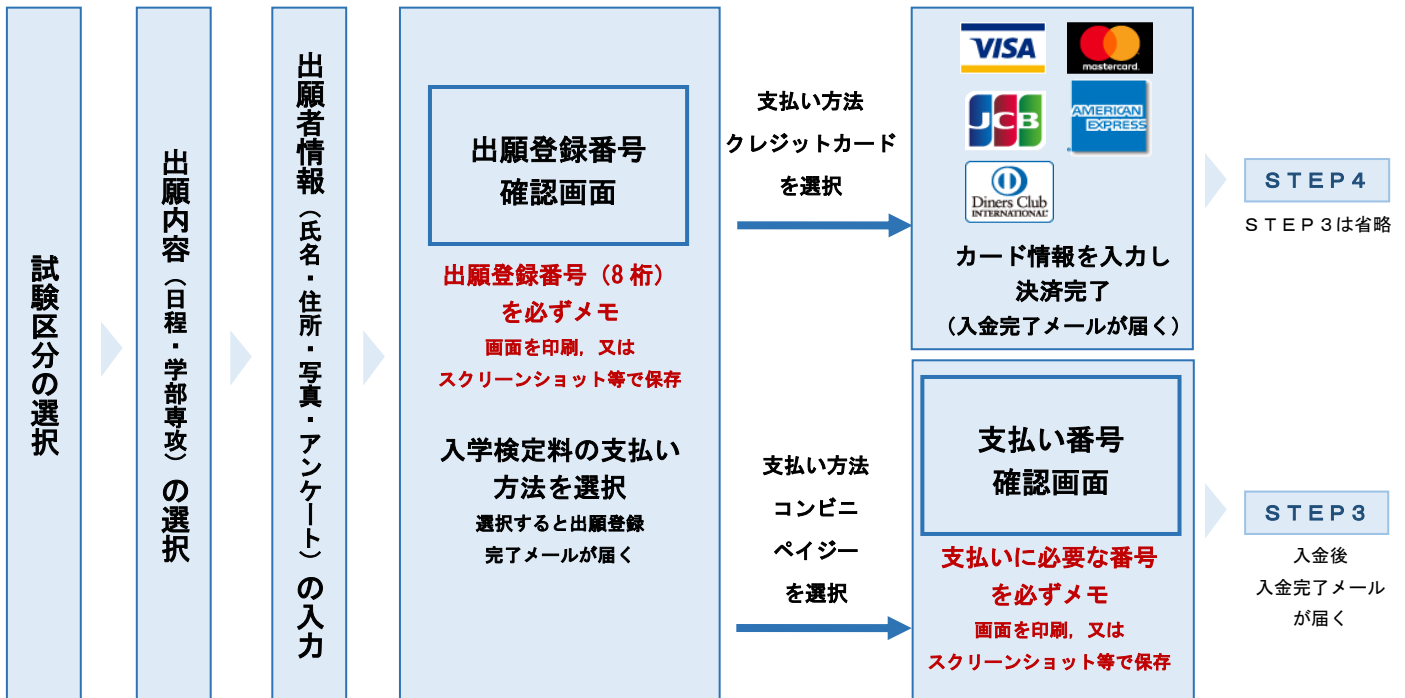 試験区分の選択
出願内容（日程・学部専攻）の選択
出願者情報（氏名・住所・写真・アンケート）の入力
出願登録番号
確認画面
出願登録番号（8 桁）
を必ずメモ
画面を印刷，又は
スクリーンショット等で保存
入学検定料の支払い
方法を選択
選択すると出願登録
完了メールが届く
支払い方法
クレジットカード
を選択
VISA
mastercard.
JCB
AMERICAN
EXPRESS
Diners Club
INTERNATIONAL
カード情報を入力し
決済完了
（入金完了メールが届く）
ＳＴＥＰ４
ＳＴＥＰ３は省略
支払い方法
コンビニ
ペイジー
を選択
支払い番号
確認画面
支払いに必要な番号
を必ずメモ
画面を印刷，又は
スクリーンショット等で保存
ＳＴＥＰ３
入金後
入金完了メール
が届く